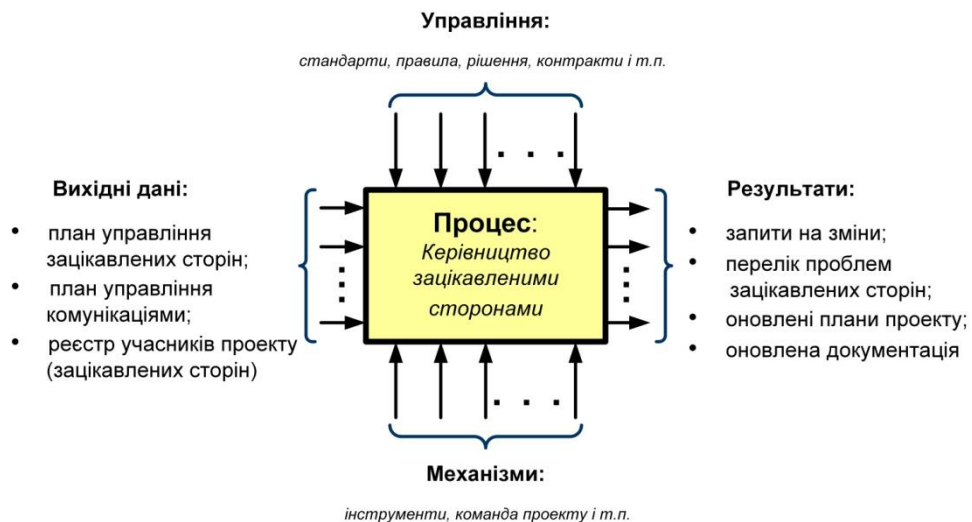 Управління:
стандарти, правила, рішення, контракти і т.п.
Вихідні дані:
• план управління
зацікавлених сторін;
• план управління
комунікаціями;
• реєстр учасників проекту
(зацікавлених сторін)
Процес:
Керівництво
зацікавленими
сторонами
Результати:
• запити на зміни;
• перелік проблем
зацікавлених сторін;
• оновлені плани проекту;
• оновлена документація
Механізми:
інструменти, команда проекту і т.п.